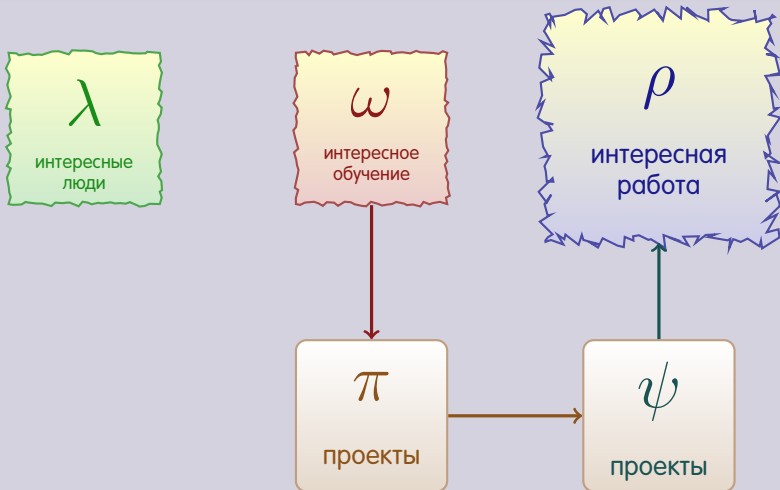 λ
интересные
люди
ω
интересное
обучение
ρ
интересная
работа
π
проекты
ψ
проекты